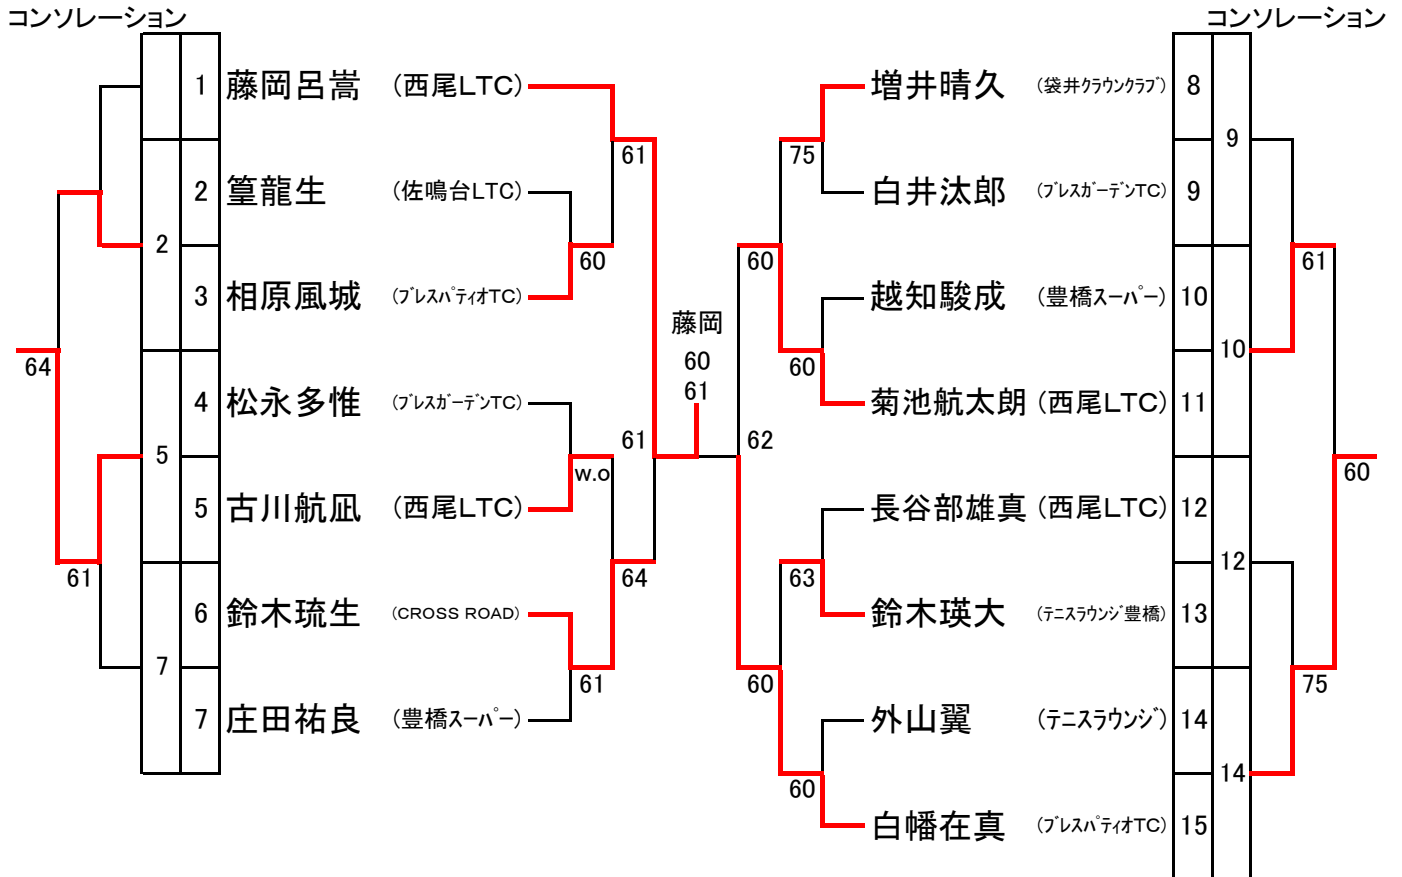 コンソレーション
コンソレーション
1 藤岡呂嵩 (西尾LTC)
2 篁龍生 (佐鳴台LTC)
3 相原風城 (ブレスパティオTC)
4 松永多惟 (ブレスガーデンTC)
5 古川航凪 (西尾LTC)
6 鈴木琉生 (CROSS ROAD)
7 庄田祐良 (豊橋スーパー)
2
5
7
64
61
61
60
61
w.o
64
61
藤岡
60
61
75
60
60
62
63
60
60
増井晴久 (袋井クラウンクラブ) 8
白井汰郎 (ブレスガーデンTC) 9
越知駿成 (豊橋スーパー) 10
菊池航太朗 (西尾LTC) 11
長谷部雄真 (西尾LTC) 12
鈴木瑛大 (テニスラウンジ豊橋) 13
外山翼 (テニスラウンジ) 14
白幡在真 (ブレスパティオTC) 15
9
10
12
14
61
60
75